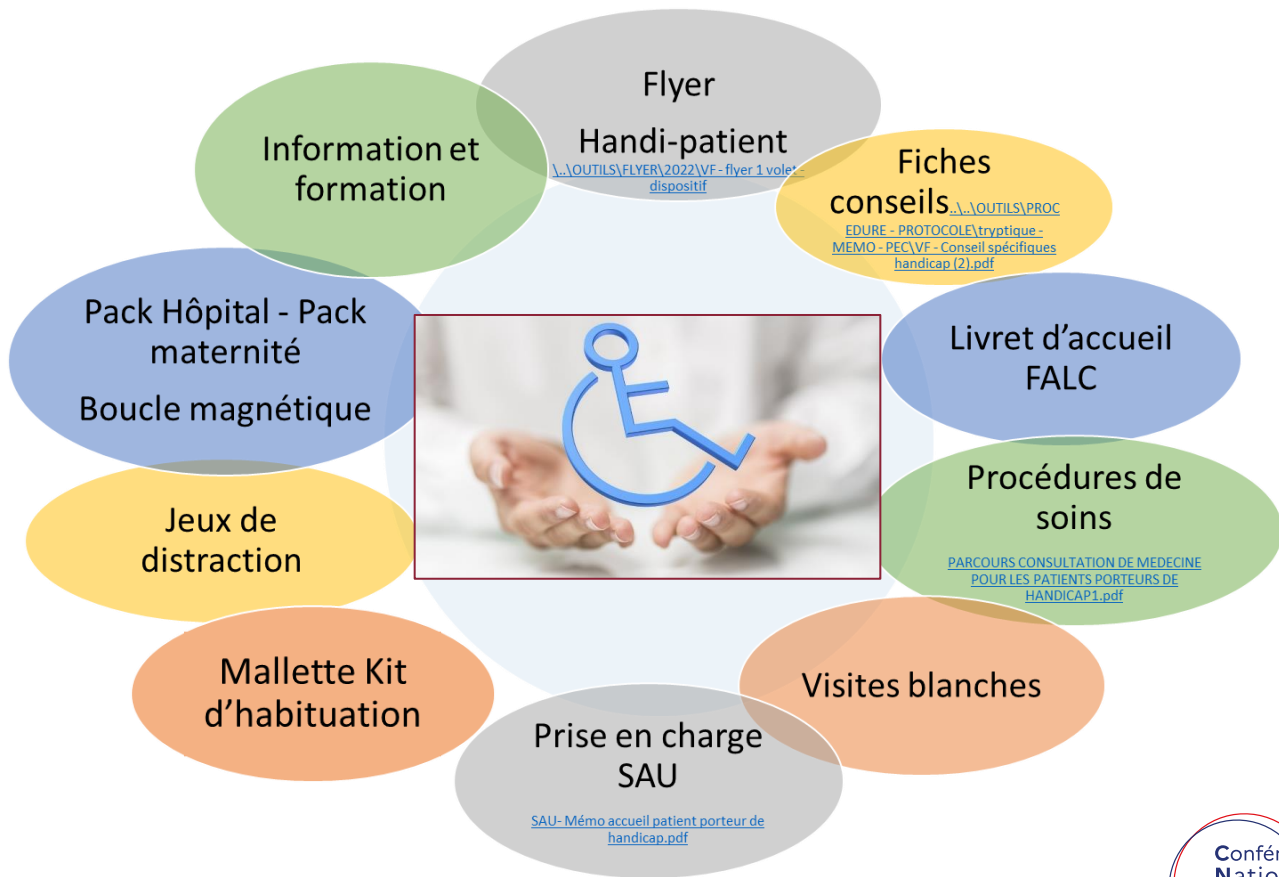 Flyer
Handi-patient
\..\OUTILS\FLYER\2022\VF - flyer 1 volet -
dispositif
Fiches
conseils..\..\OUTILS\PROC
EDURE - PROTOCOLE\tryptique -
MEMO - PEC\VF - Conseil spécifiques
handicap (2).pdf
Livret d’accueil
FALC
Procédures de
soins
PARCOURS CONSULTATION DE MEDECINE
POUR LES PATIENTS PORTEURS DE
HANDICAP1.pdf
Visites blanches
Prise en charge
SAU
SAU- Mémo accueil patient porteur de
handicap.pdf
Mallette Kit
d’habituation
Jeux de
distraction
Pack Hôpital - Pack
maternité
Boucle magnétique
Information et
formation